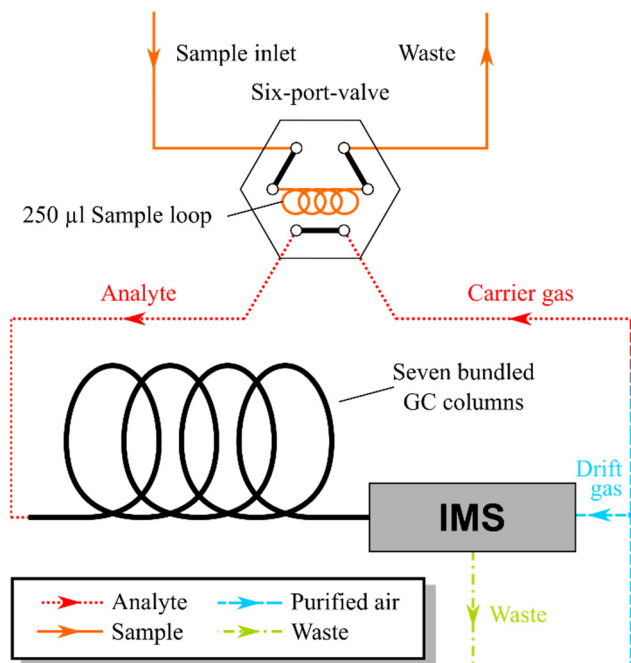 Sample inlet
Waste
Six-port-valve
250 µl Sample loop
Analyte
Carrier gas
Seven bundled
GC columns
Drift
gas
IMS
Waste
Analyte
Purified air
Sample
Waste